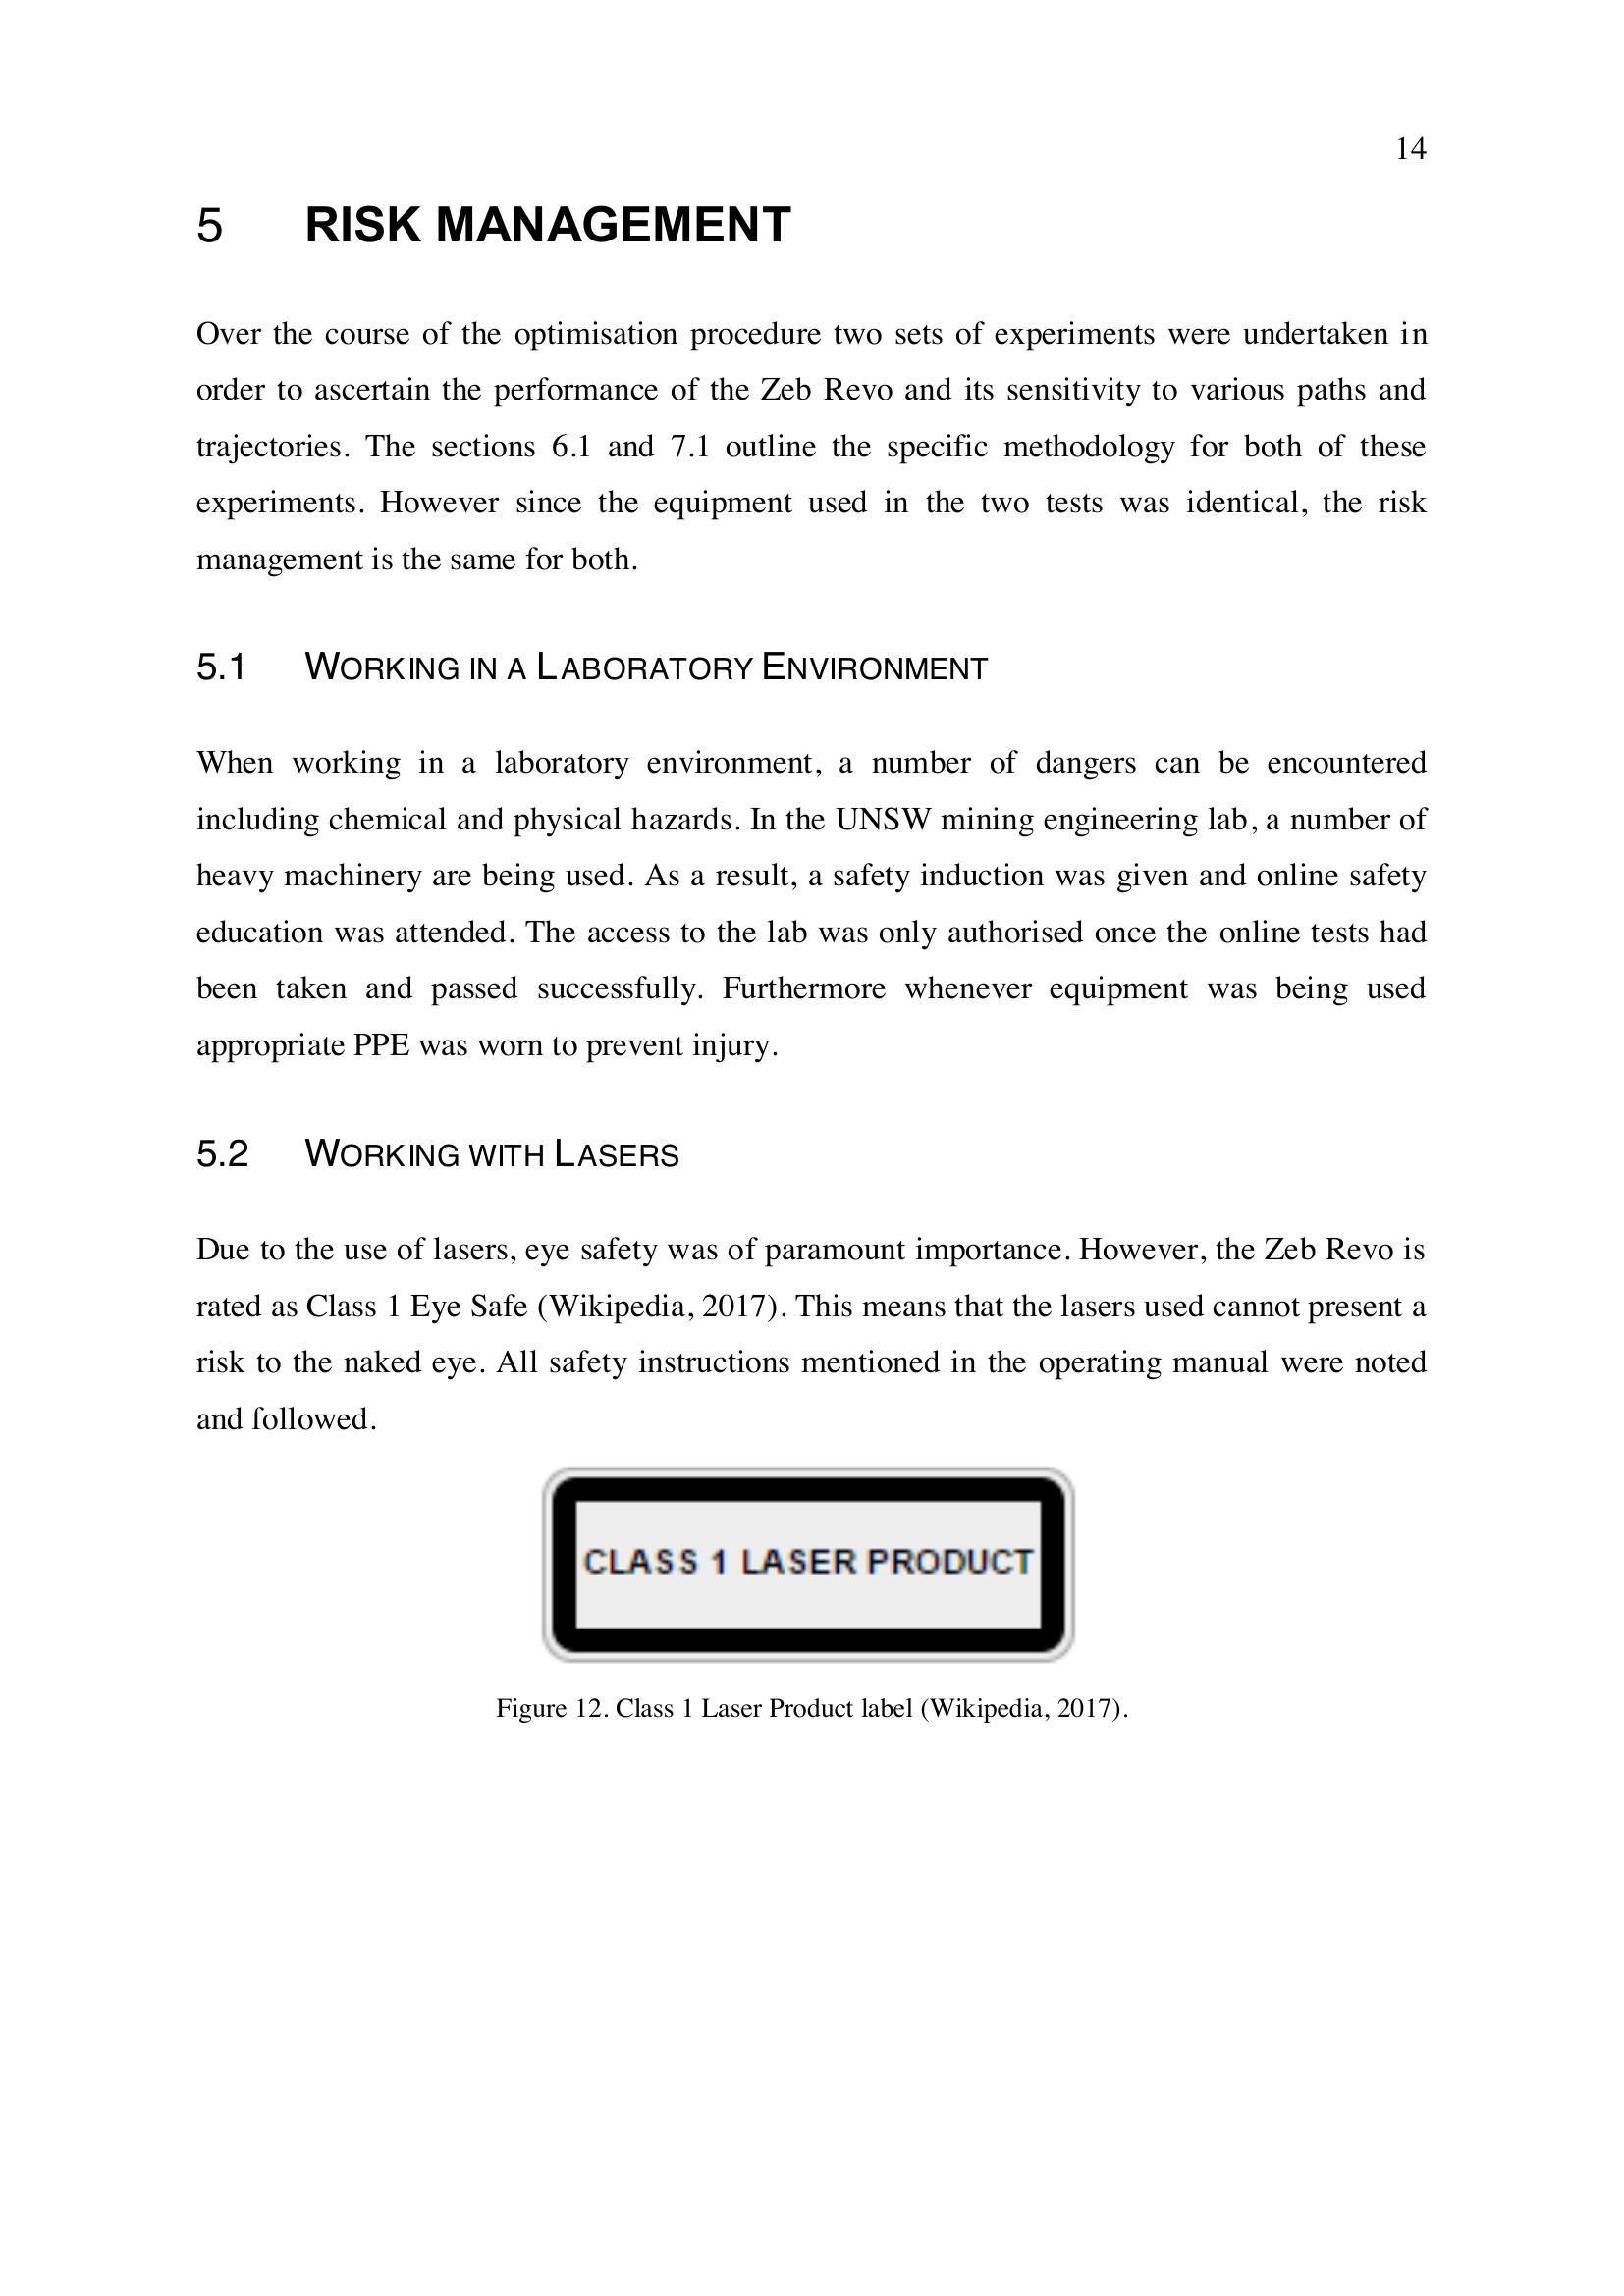 14
5 RISK MANAGEMENT
Over the course of the optimisation procedure two sets of experiments were undertaken in
order to ascertain the performance of the Zeb Revo and its sensitivity to various paths and
trajectories. The sections 6.1 and 7.1 outline the specific methodology for both of these
experiments. However since the equipment used in the two tests was identical, the risk
management is the same for both.
5.1 WORKING IN A LABORATORY ENVIRONMENT
When working in a laboratory environment, a number of dangers can be encountered
including chemical and physical hazards. In the UNSW mining engineering lab, a number of
heavy machinery are being used. As a result, a safety induction was given and online safety
education was attended. The access to the lab was only authorised once the online tests had
been taken and passed successfully. Furthermore whenever equipment was being used
appropriate PPE was worn to prevent injury.
5.2 WORKING WITH LASERS
Due to the use of lasers, eye safety was of paramount importance. However, the Zeb Revo is
rated as Class 1 Eye Safe (Wikipedia, 2017). This means that the lasers used cannot present a
risk to the naked eye. All safety instructions mentioned in the operating manual were noted
and followed.
CLASS 1 LASER PRODUCT
Figure 12. Class 1 Laser Product label (Wikipedia, 2017).